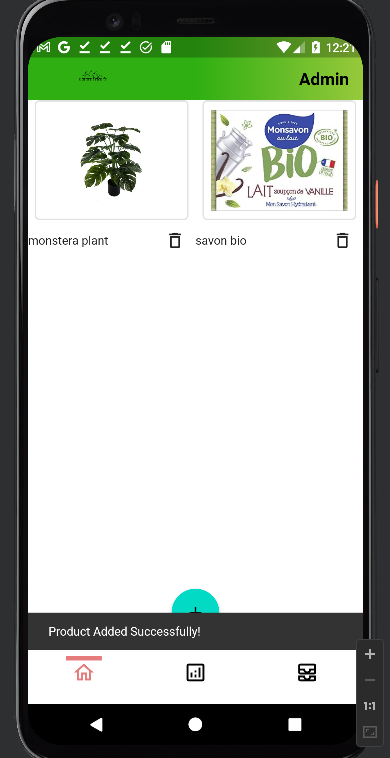 12:21
Admin
Monsavon
au lait
BIO
BIO
LAIT soupçon de VANILLE
Mon Savon Hydratant
monstera plant
savon bio
Product Added Successfully!
1:1